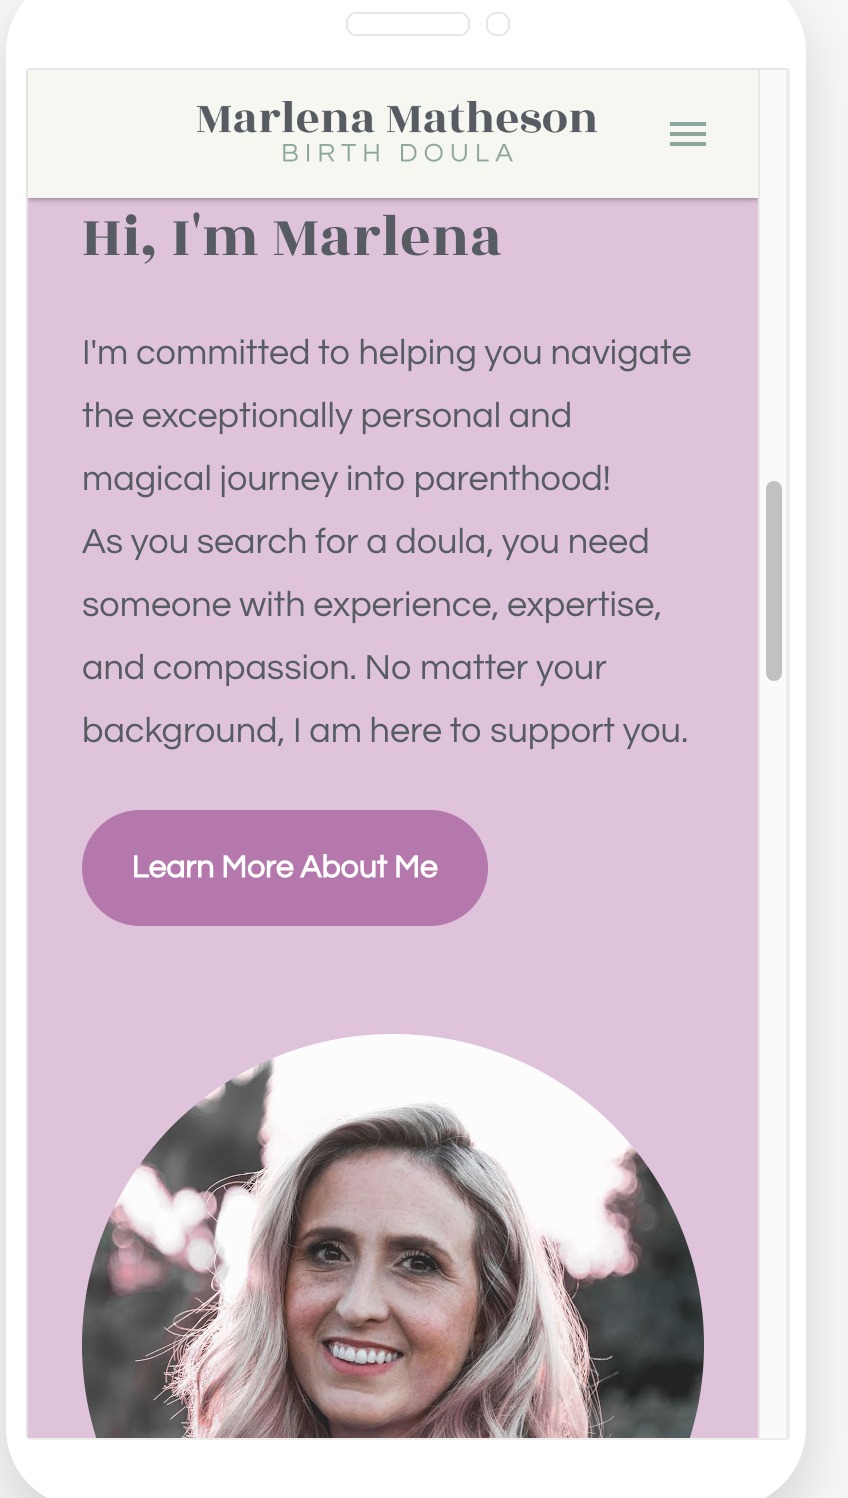 Marlena Matheson
BIRTH DOULA
Hi, I'm Marlena
I'm committed to helping you navigate
the exceptionally personal and
magical journey into parenthood!
As you search for a doula, you need
someone with experience, expertise,
and compassion. No matter your
background, I am here to support you.
Learn More About Me